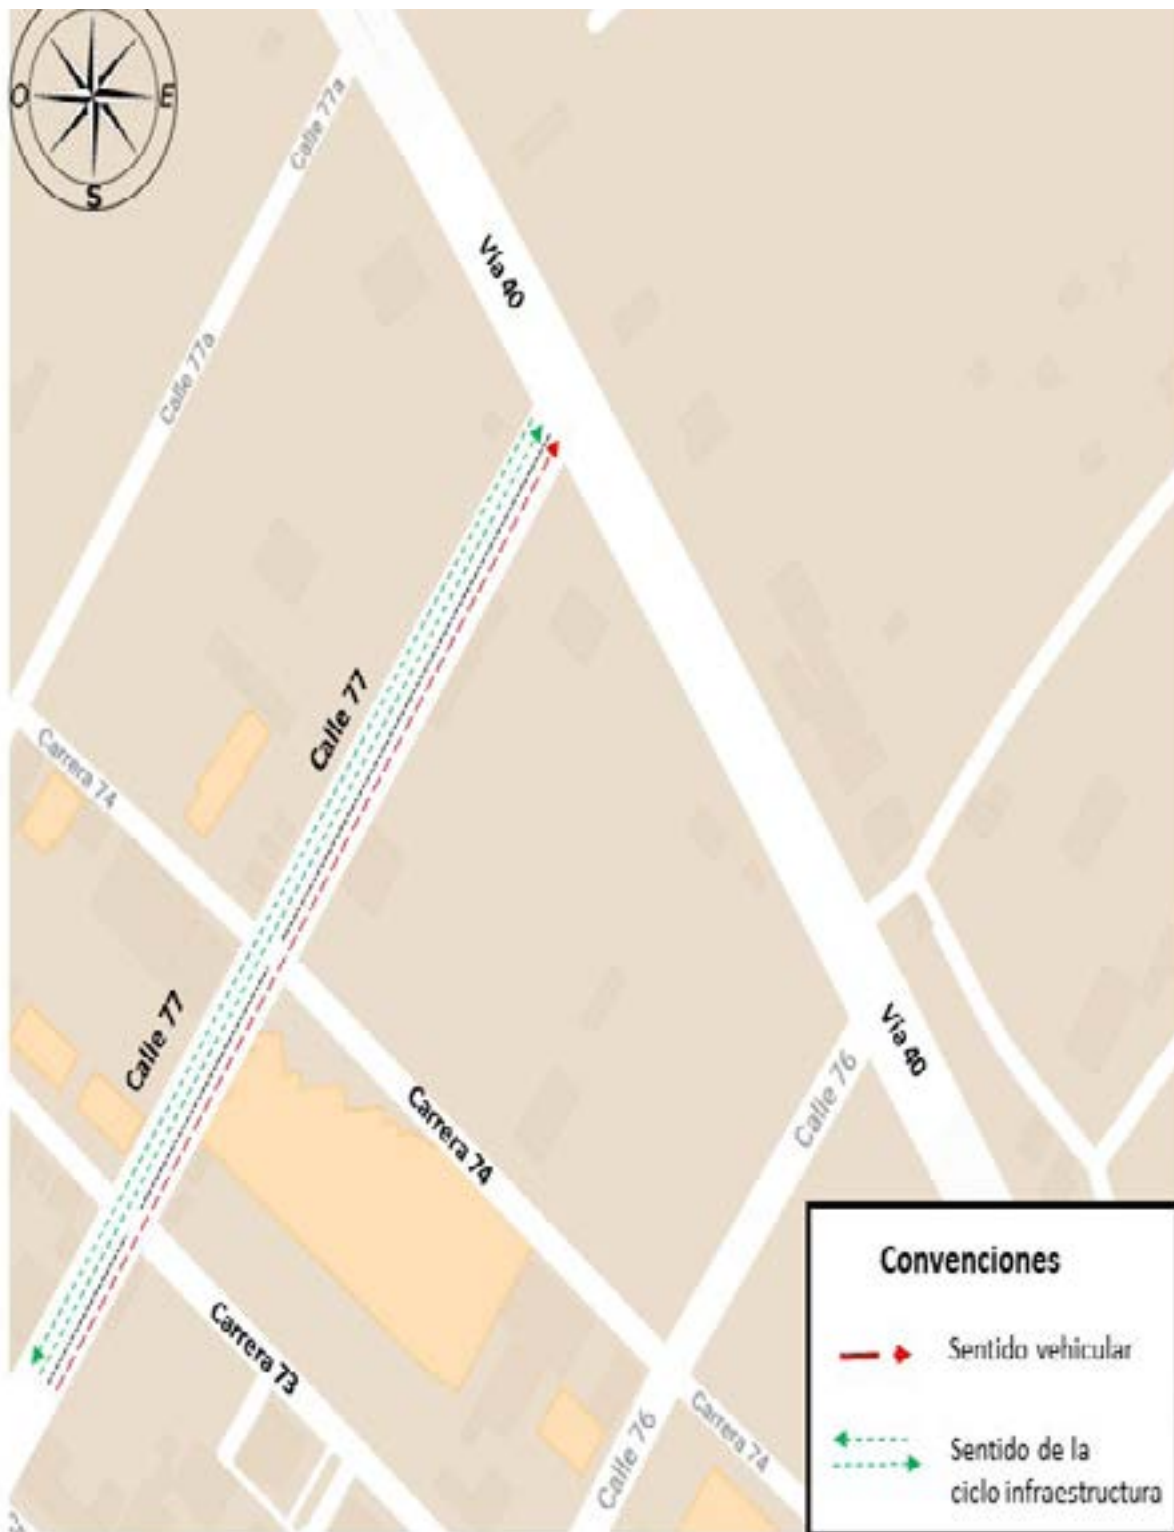 O
E
S
Calle 77a
Vía 40
Calle 77a
Calle 77
Carrera 74
Calle 77
Vía 40
Calle 76
Carrera 74
Carrera 73
Calle 76
Carrera 74
Convenciones
Sentido vehicular
Sentido de la
ciclo infraestructura